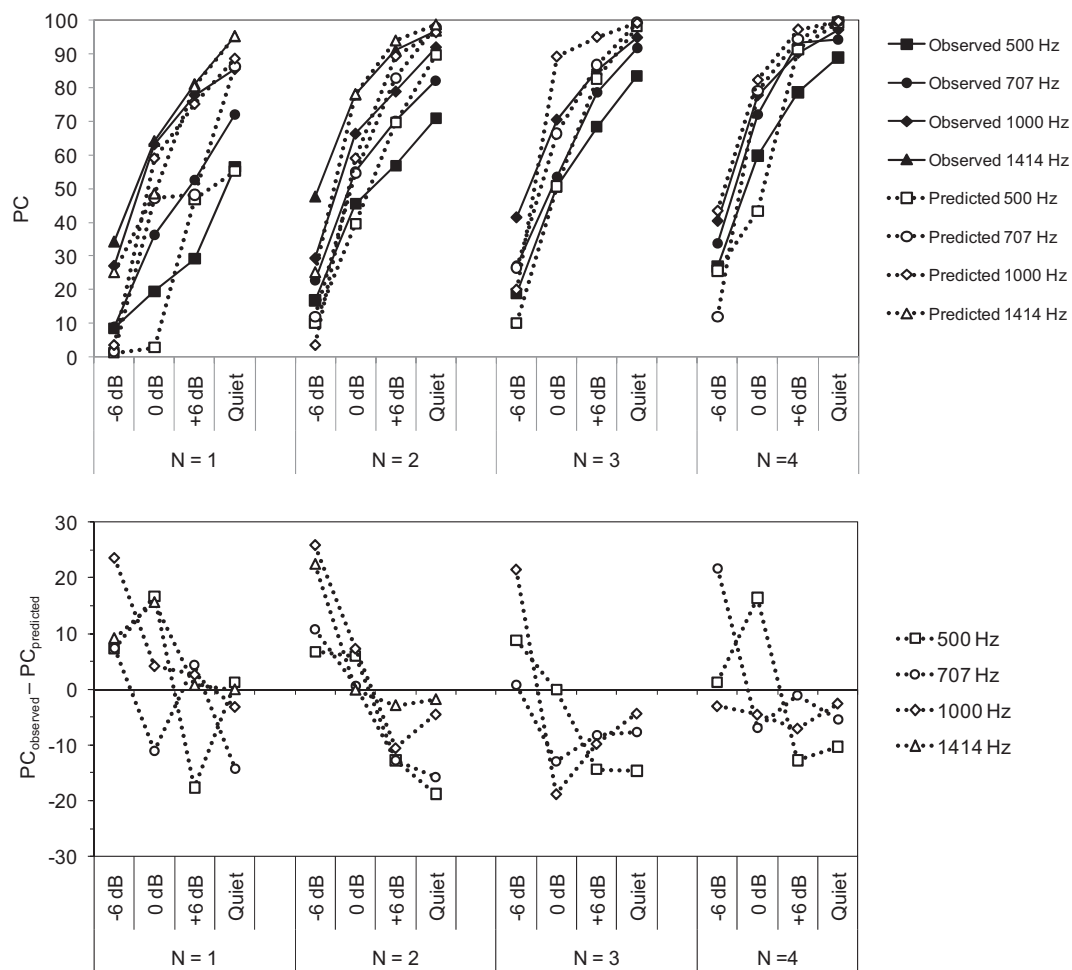 100
90
80
70
60
50
40
30
20
10
0
PC
-6 dB
0 dB
+6 dB
Quiet
-6 dB
0 dB
+6 dB
Quiet
-6 dB
0 dB
+6 dB
Quiet
-6 dB
0 dB
+6 dB
Quiet
N = 1
N = 2
N = 3
N =4
Observed 500 Hz
Observed 707 Hz
Observed 1000 Hz
Observed 1414 Hz
Predicted 500 Hz
Predicted 707 Hz
Predicted 1000 Hz
Predicted 1414 Hz
30
20
10
0
-10
-20
-30
PCobserved – PCpredicted
-6 dB
0 dB
+6 dB
Quiet
-6 dB
0 dB
+6 dB
Quiet
-6 dB
0 dB
+6 dB
Quiet
-6 dB
0 dB
+6 dB
Quiet
N = 1
N = 2
N = 3
N =4
500 Hz
707 Hz
1000 Hz
1414 Hz